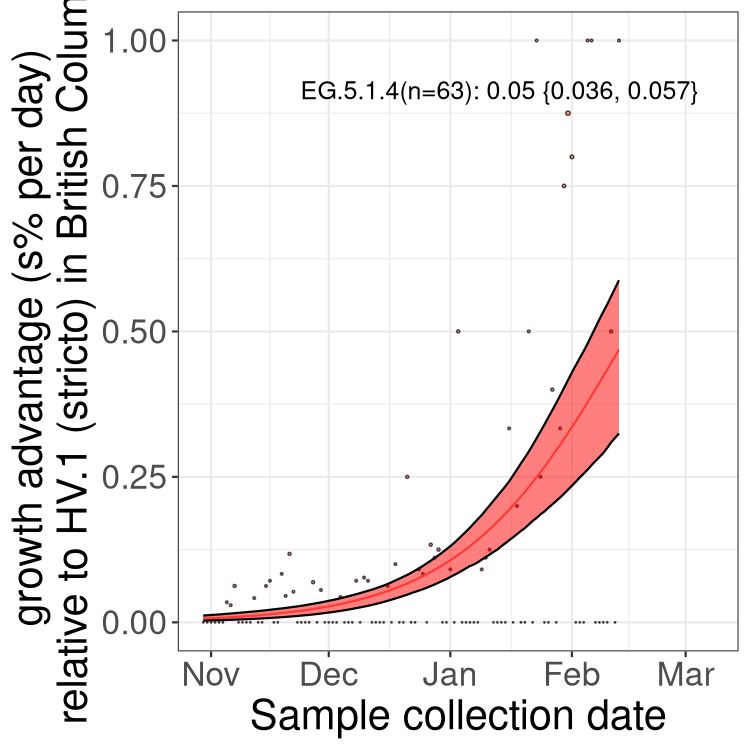 growth advantage (s% per day)
relative to HV.1 (stricto) in British Colum
1.00
0.75
0.50
0.25
0.00
EG.5.1.4(n=63): 0.05 {0.036, 0.057}
Nov Dec Jan Feb Mar
Sample collection date